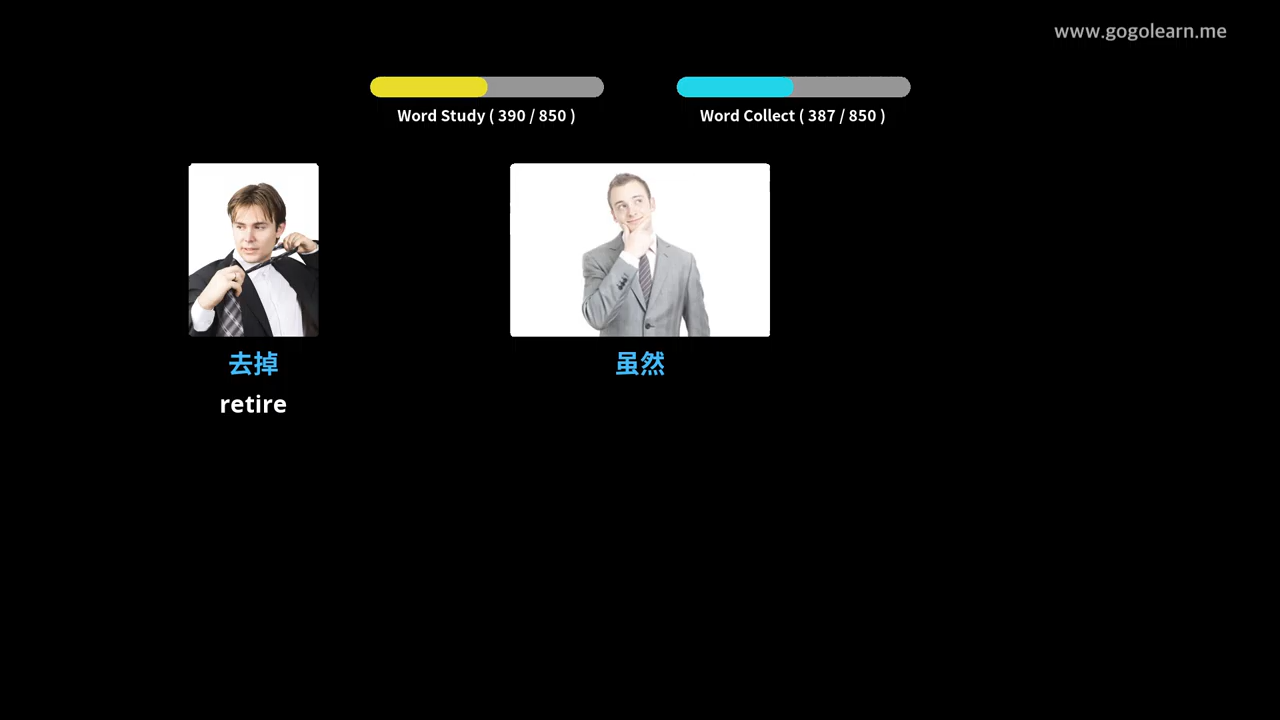 www.gogolearn.me
Word Study ( 390 / 850 )
Word Collect ( 387 / 850 )
去掉
虽然
retire